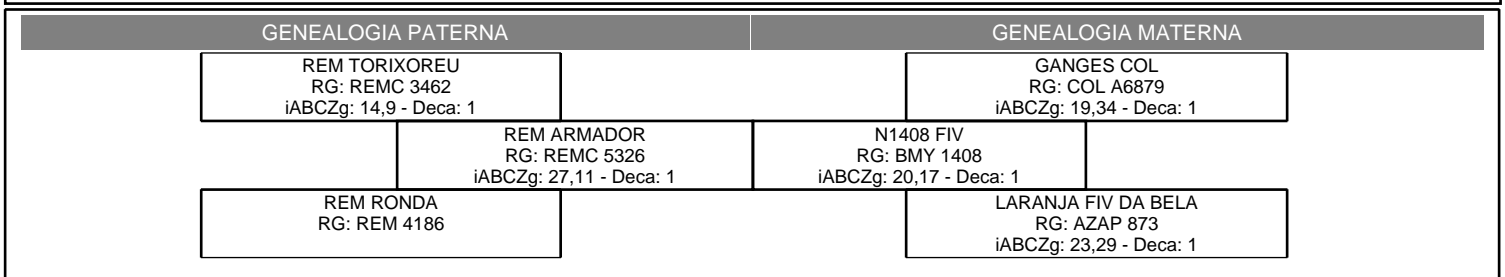 GENEALOGIA PATERNA
GENEALOGIA MATERNA
REM TORIXOREU
RG: REMC 3462
iABCZg: 14,9 - Deca: 1
GANGES COL
RG: COL A6879
iABCZg: 19,34 - Deca: 1
REM ARMADOR
RG: REMC 5326
iABCZg: 27,11 - Deca: 1
N1408 FIV
RG: BMY 1408
iABCZg: 20,17 - Deca: 1
REM RONDA
RG: REM 4186
LARANJA FIV DA BELA
RG: AZAP 873
iABCZg: 23,29 - Deca: 1